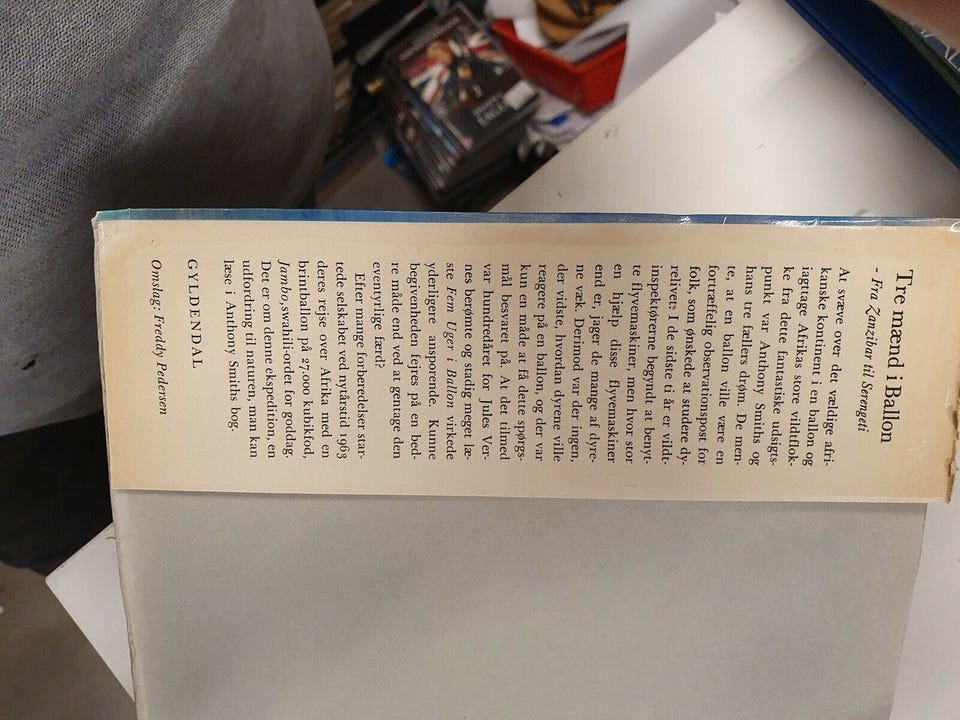 Tre mænd i Ballon
- Fra Zanzibar til Serengeti
At svæve over det vældige afri-
kanske kontinent i en ballon og
iagttage Afrikas store vildtflok-
ke fra dette fantastiske udsigts-
punkt var Anthony Smiths og
hans tre fællers drøm. De men-
te, at en ballon ville være en
fortræffelig observationspost for
folk, som ønskede at studere dy-
relivet. I de sidste ti år er vildt-
inspektørerne begyndt at benyt-
te flyvemaskiner, men hvor stor
en hjælp disse flyvemaskiner
end er, jager de mange af dyre-
ne væk. Derimod var der ingen,
der vidste, hvordan dyrene ville
reagere på en ballon, og der var
kun en måde at få dette spørgs-
mål besvaret på. At det tilmed
var hundredåret for Jules Ver-
nes berømte og stadig meget læ-
ste Fem Uger i Ballon virkede
yderligere ansporende. Kunne
begivenheden fejres på en bed-
re måde end ved at gentage den
eventyrlige færd?
Efter mange forberedelser star-
tede selskabet ved nytårstid 1963
deres rejse over Afrika med en
brintballon på 27.000 kubikfod,
Jambo, swahili-ordet for goddag.
Det er om denne ekspedition, en
udfordring til naturen, man kan
læse i Anthony Smiths bog.
GYLDENDAL
Omslag: Freddy Pedersen